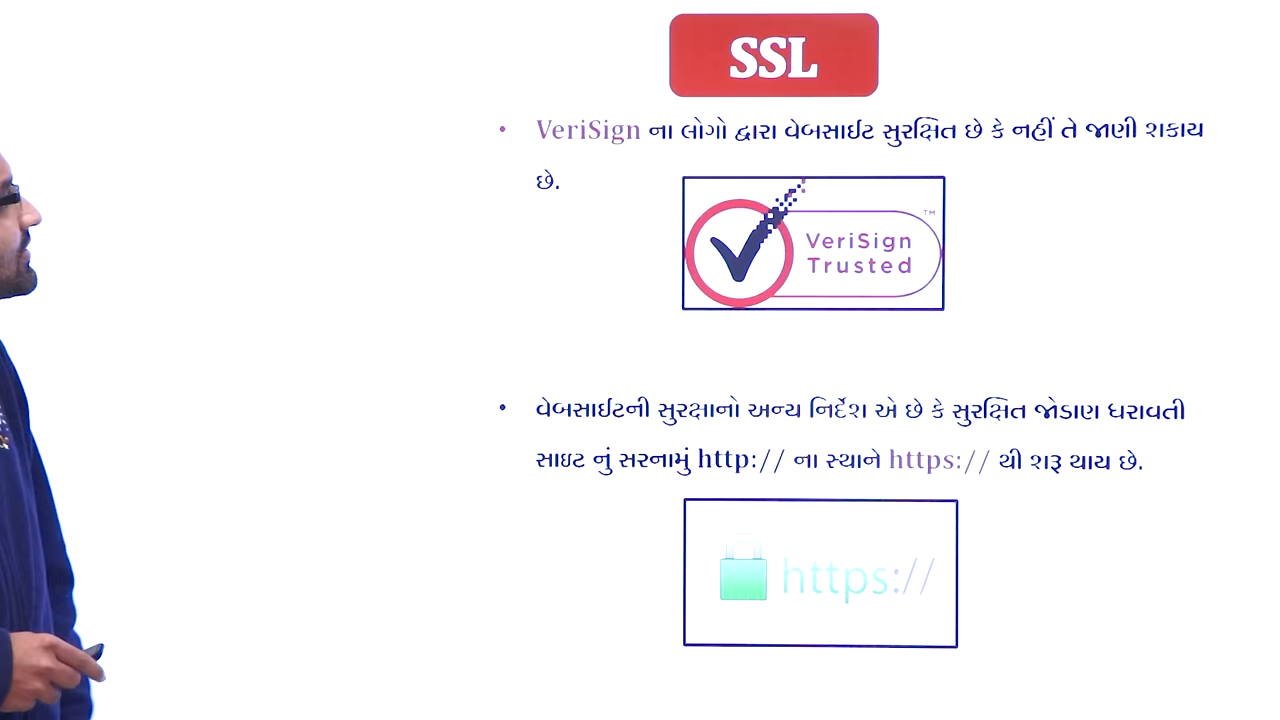 SSL
• VeriSign ના લોગો દ્વારા વેબસાઈટ સુરક્ષિત છે કે નહીં તે જાણી શકાય
છે.
VeriSign ™
Trusted
• વેબસાઈટની સુરક્ષાનો અન્ય નિર્દેશ એ છે કે સુરક્ષિત જોડાણ ધરાવતી
સાઇટ નું સરનામું http:// ના સ્થાને https:// થી શરૂ થાય છે.
https://